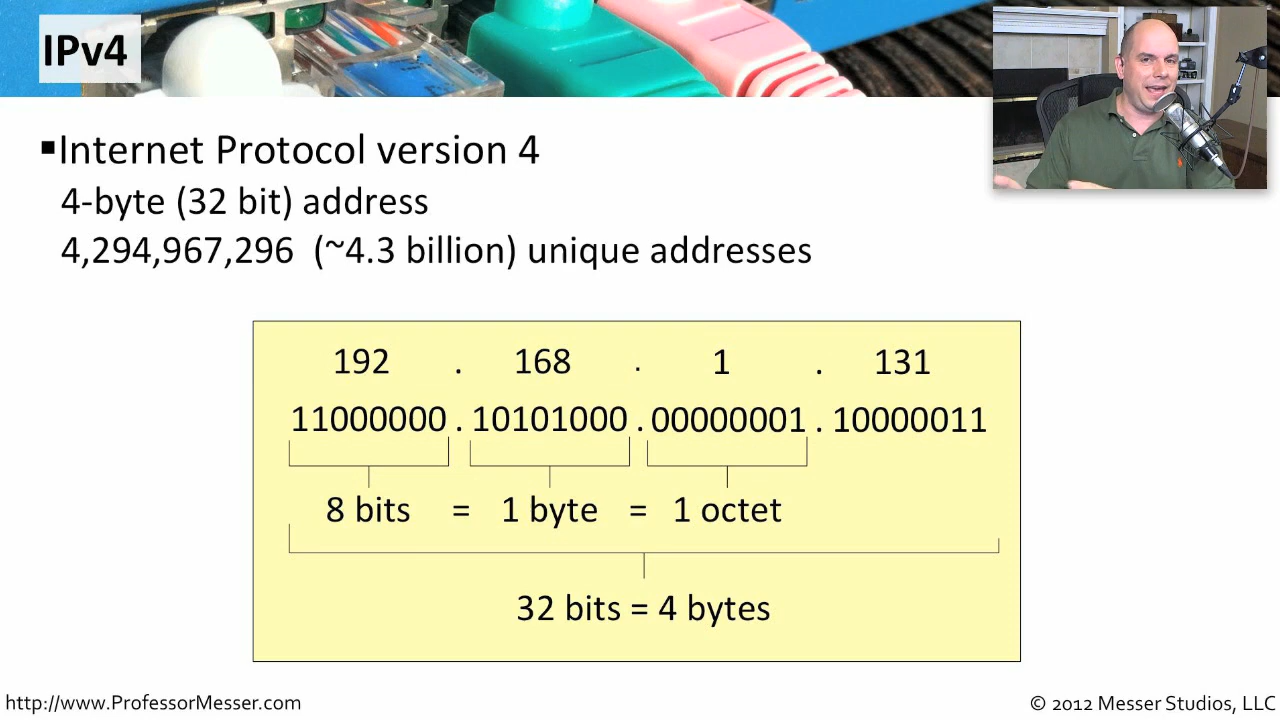 IPv4
▪Internet Protocol version 4
4-byte (32 bit) address
4,294,967,296 (~4.3 billion) unique addresses
192 . 168 . 1 . 131
11000000 . 10101000 . 00000001 . 10000011
8 bits = 1 byte = 1 octet
32 bits = 4 bytes
http://www.ProfessorMesser.com
© 2012 Messer Studios, LLC